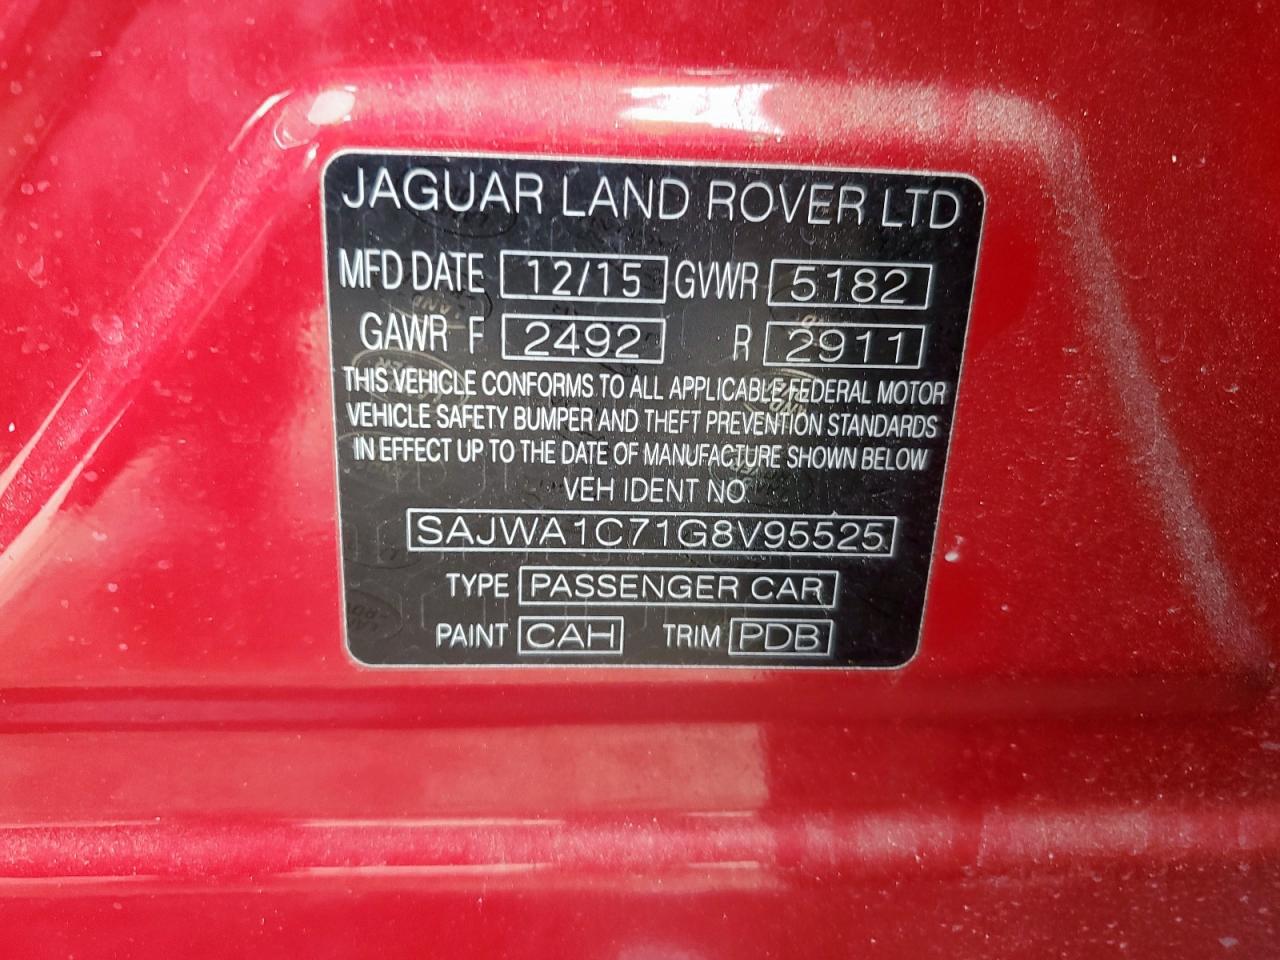 JAGUAR LAND ROVER LTD
MFD DATE 12/15 GVWR 5182
GAWR F 2492 R 2911
THIS VEHICLE CONFORMS TO ALL APPLICABLE FEDERAL MOTOR
VEHICLE SAFETY BUMPER AND THEFT PREVENTION STANDARDS
IN EFFECT UP TO THE DATE OF MANUFACTURE SHOWN BELOW
VEH IDENT NO
SAJWA1C71G8V95525
TYPE PASSENGER CAR
PAINT CAH TRIM PDB